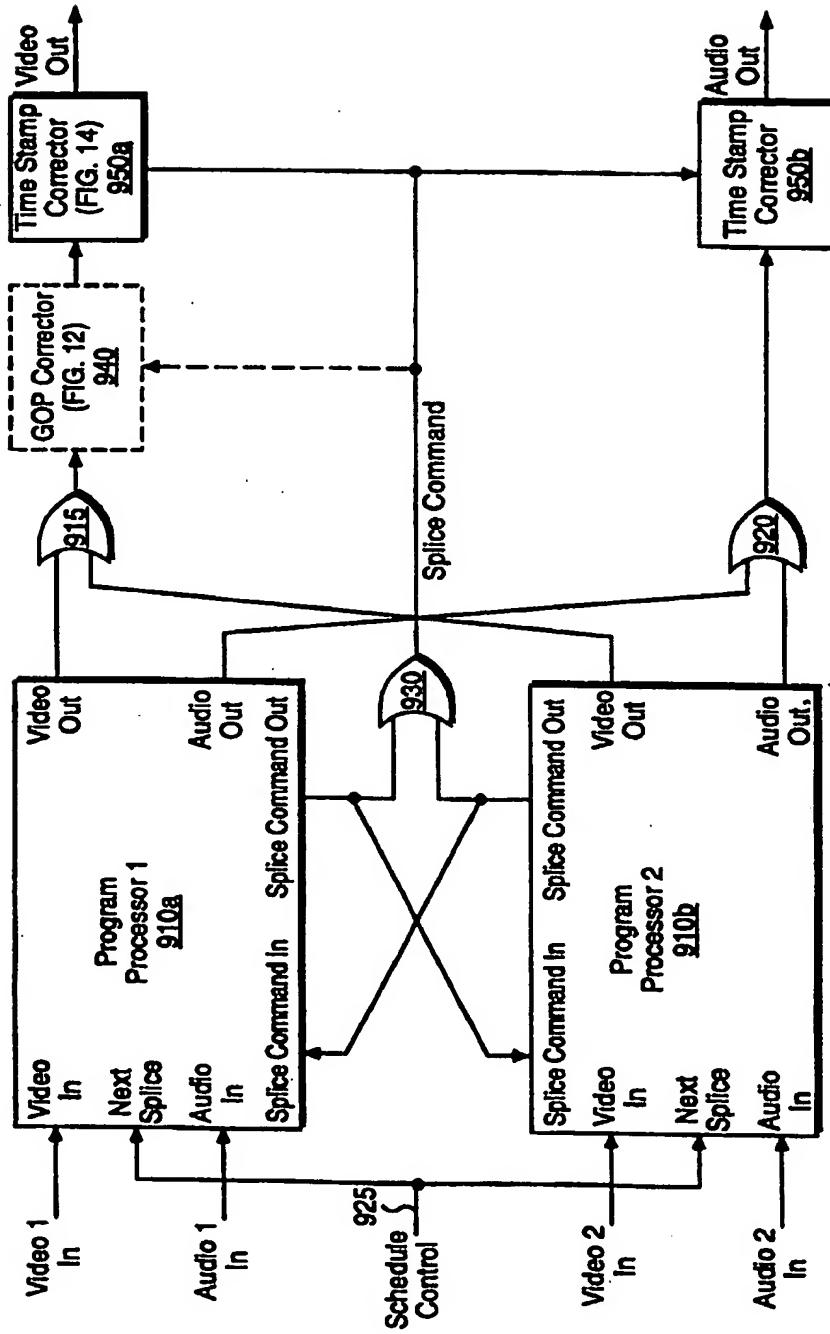 Video 1
In
Audio 1
In
925
Schedule
Control
Video 2
In
Audio 2
In
Video
In
Next
Splice
Audio
In
Splice Command In
Program
Processor 1
910a
Video
Out
Audio
Out
Splice Command Out
Splice Command In
Video
In
Next
Splice
Audio
In
Program
Processor 2
910b
Splice Command Out
Video
Out
Audio
Out.
915
930
920
Splice Command
GOP Corrector
(FIG. 12)
940
Time Stamp
Corrector
(FIG. 14)
950a
Video
Out
Time Stamp
Corrector
950b
Audio
Out